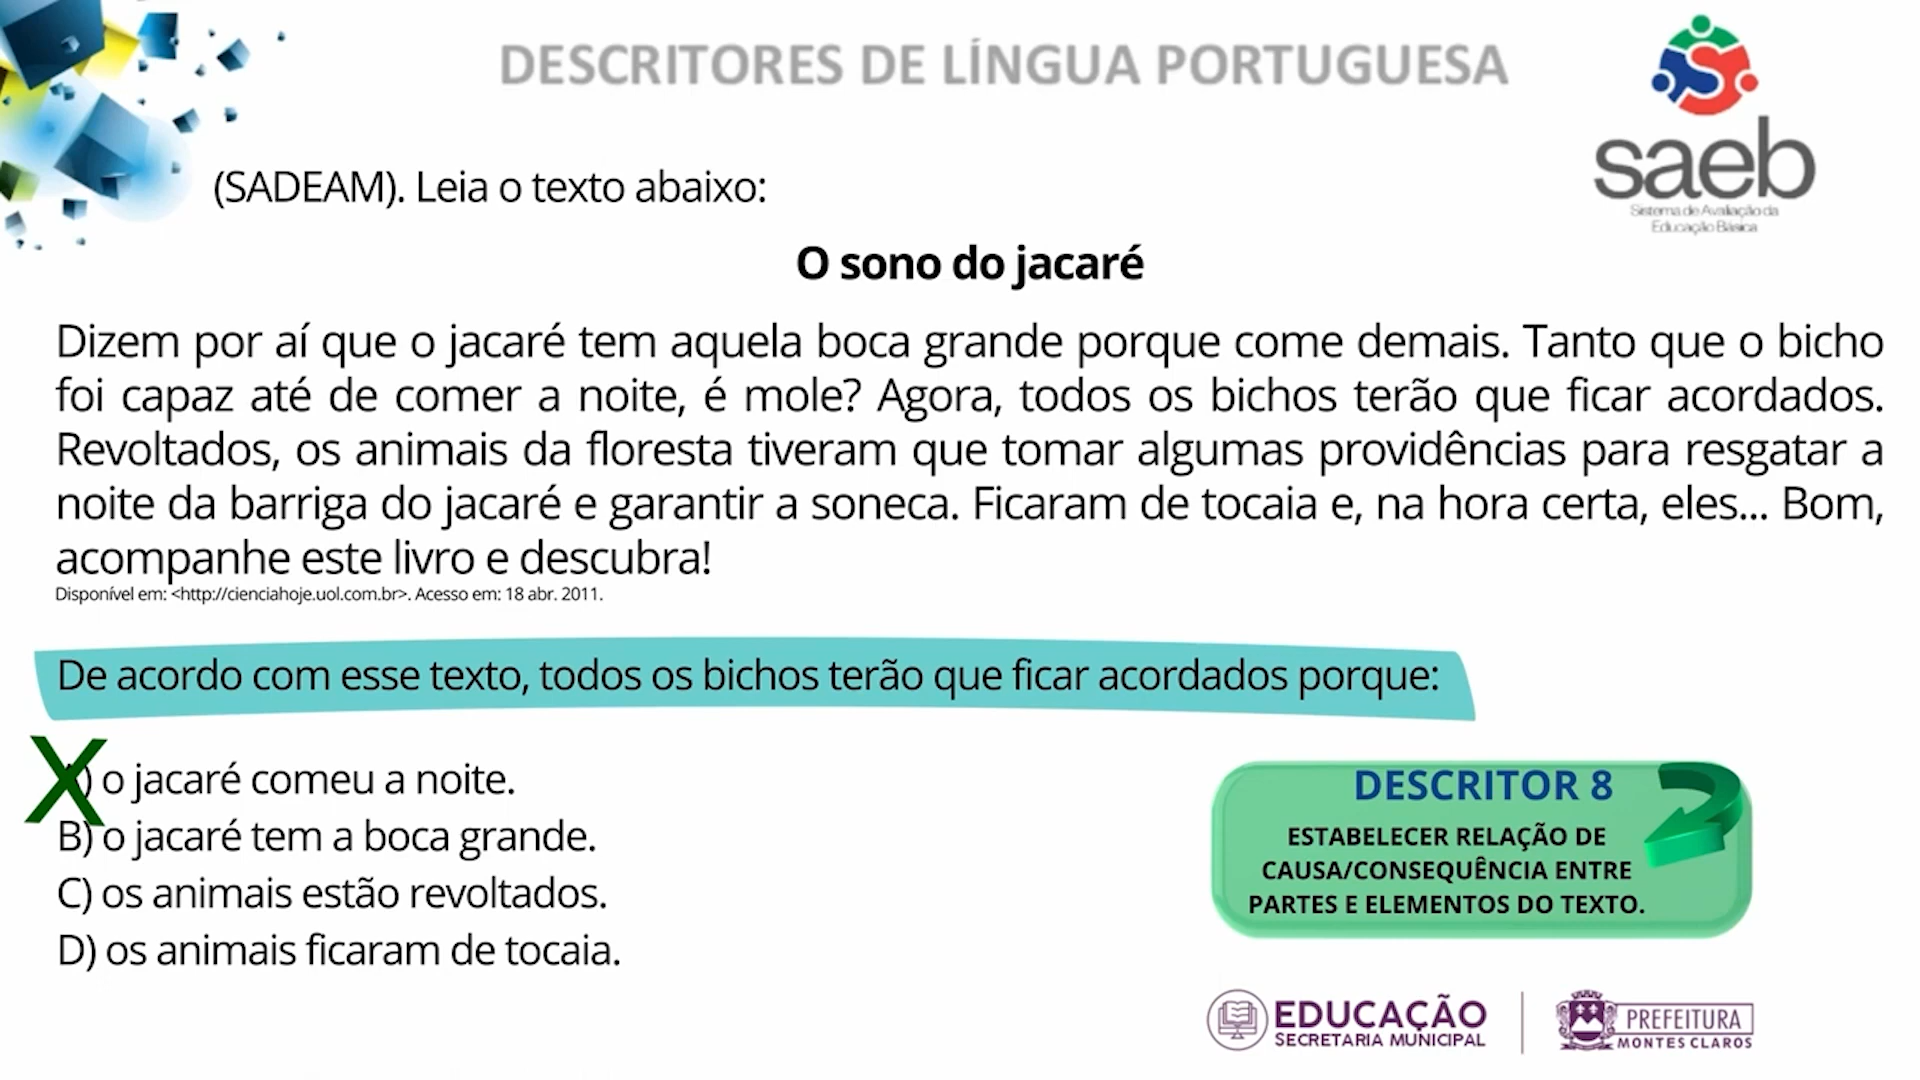 DESCRITORES DE LÍNGUA PORTUGUESA
saeb
Sistema de Avaliação da
Educação Básica
(SADEAM). Leia o texto abaixo:
O sono do jacaré
Dizem por aí que o jacaré tem aquela boca grande porque come demais. Tanto que o bicho
foi capaz até de comer a noite, é mole? Agora, todos os bichos terão que ficar acordados.
Revoltados, os animais da floresta tiveram que tomar algumas providências para resgatar a
noite da barriga do jacaré e garantir a soneca. Ficaram de tocaia e, na hora certa, eles... Bom,
acompanhe este livro e descubra!
Disponível em: <http://cienciahoje.uol.com.br>. Acesso em: 18 abr. 2011.
De acordo com esse texto, todos os bichos terão que ficar acordados porque:
X
A) o jacaré comeu a noite.
B) o jacaré tem a boca grande.
C) os animais estão revoltados.
D) os animais ficaram de tocaia.
DESCRITOR 8
ESTABELECER RELAÇÃO DE
CAUSA/CONSEQUÊNCIA ENTRE
PARTES E ELEMENTOS DO TEXTO.
EDUCAÇÃO
SECRETARIA MUNICIPAL
PREFEITURA
MONTES CLAROS